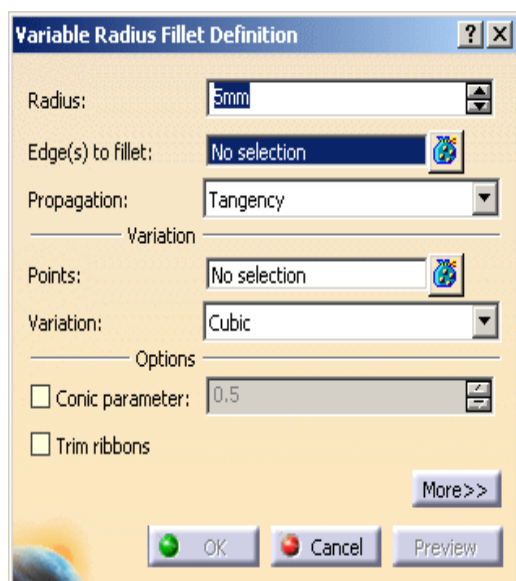 Variable Radius Fillet Definition ? X
Radius: 5mm
Edge(s) to fillet: No selection
Propagation: Tangency
Variation
Points: No selection
Variation: Cubic
Options
Conic parameter: 0.5
Trim ribbons
More>>
OK Cancel Preview